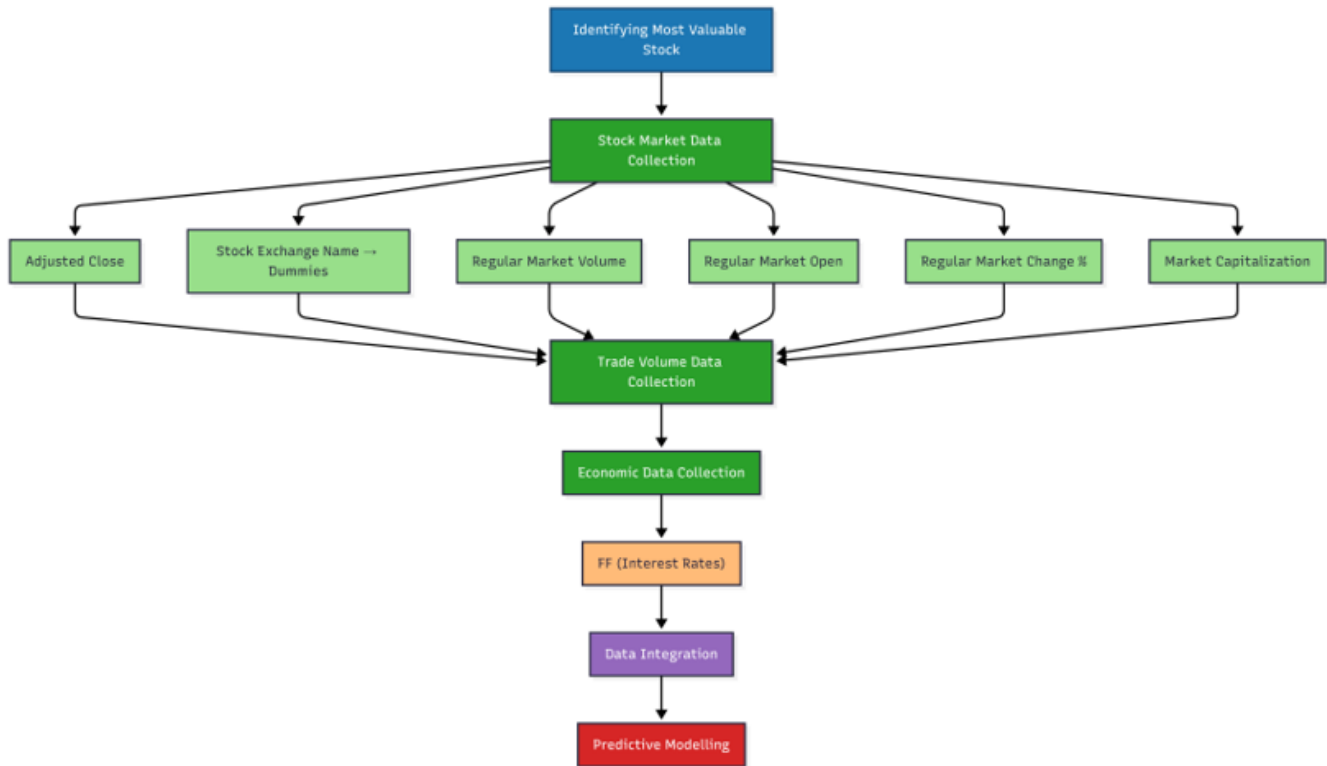 Identifying Most Valuable
Stock
Stock Market Data
Collection
Adjusted Close
Stock Exchange Name →
Dummies
Regular Market Volume
Regular Market Open
Regular Market Change %
Market Capitalization
Trade Volume Data
Collection
Economic Data Collection
FF (Interest Rates)
Data Integration
Predictive Modelling